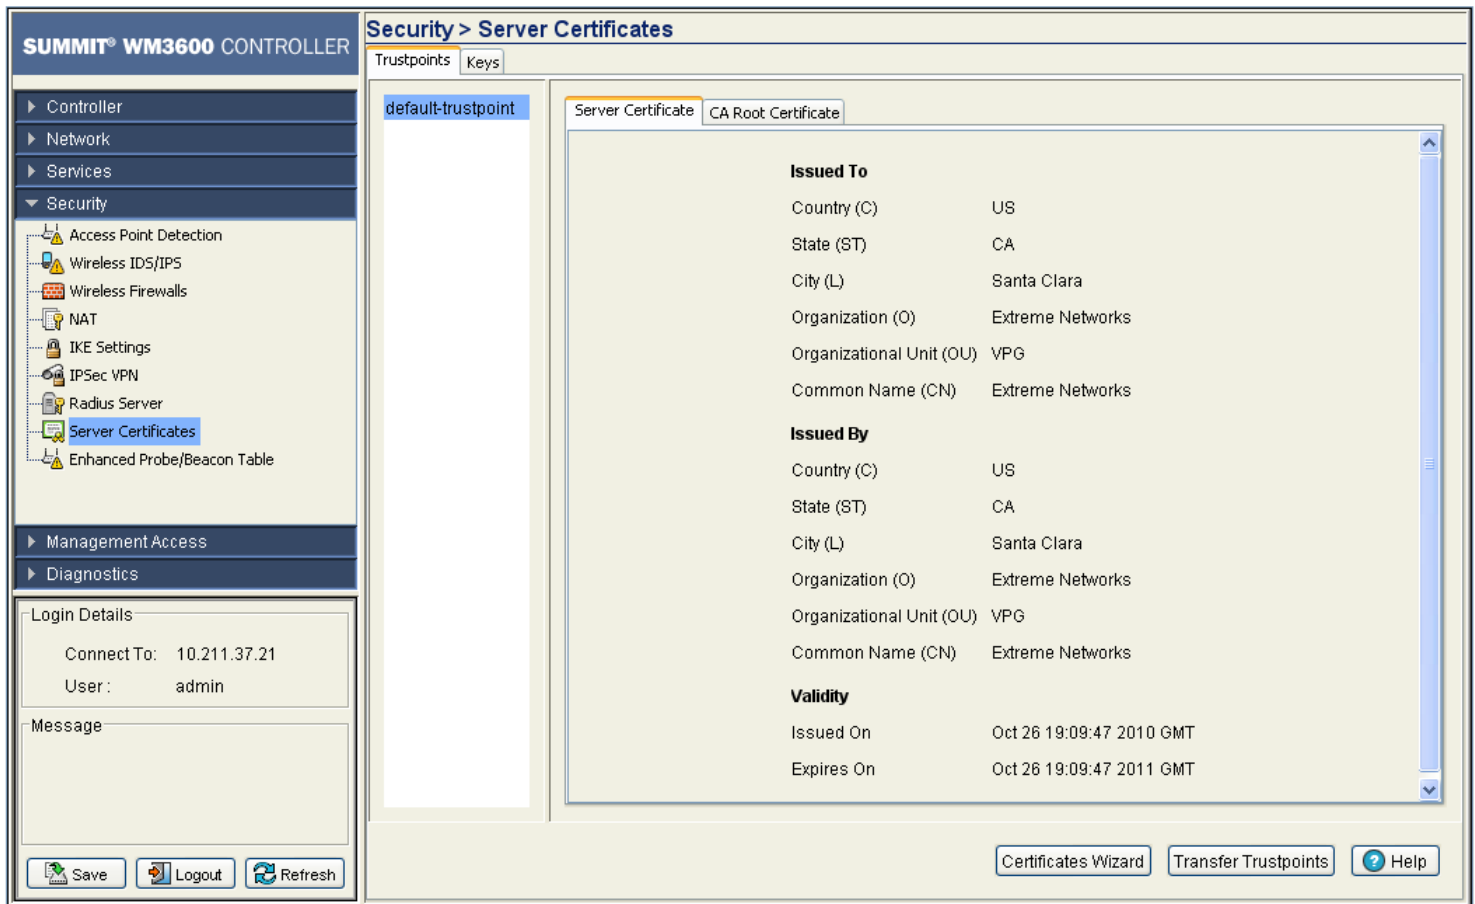 SUMMIT® WM3600 CONTROLLER
Controller
Network
Services
Security
Access Point Detection
Wireless IDS/IPS
Wireless Firewalls
NAT
IKE Settings
IPSec VPN
Radius Server
Server Certificates
Enhanced Probe/Beacon Table
Management Access
Diagnostics
Login Details
Connect To: 10.211.37.21
User : admin
Message
Save Logout Refresh
Security > Server Certificates
Trustpoints Keys
default-trustpoint
Server Certificate CA Root Certificate
Issued To
Country (C) US
State (ST) CA
City (L) Santa Clara
Organization (O) Extreme Networks
Organizational Unit (OU) VPG
Common Name (CN) Extreme Networks
Issued By
Country (C) US
State (ST) CA
City (L) Santa Clara
Organization (O) Extreme Networks
Organizational Unit (OU) VPG
Common Name (CN) Extreme Networks
Validity
Issued On Oct 26 19:09:47 2010 GMT
Expires On Oct 26 19:09:47 2011 GMT
Certificates Wizard Transfer Trustpoints ? Help